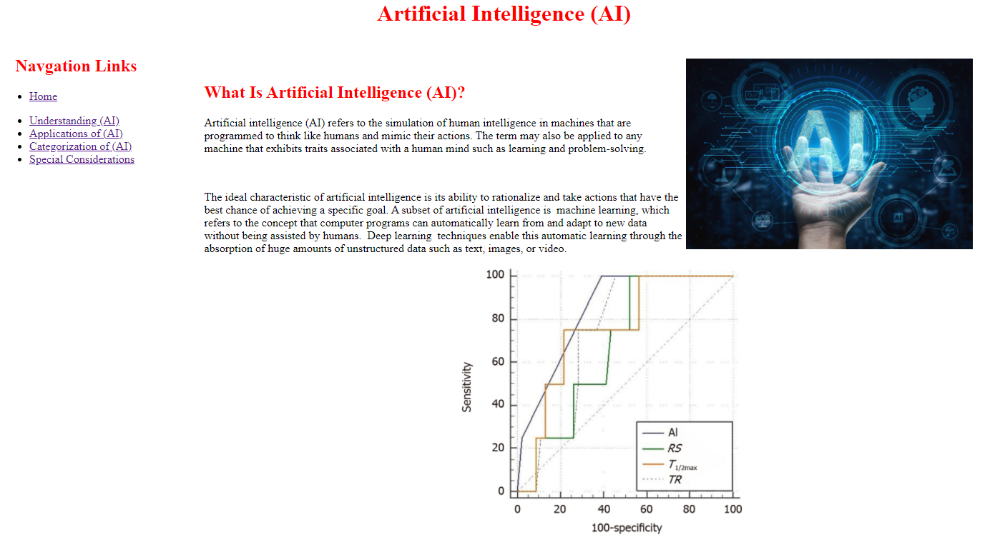 Artificial Intelligence (AI)
Navgation Links
Home
Understanding (AI)
Applications of (AI)
Categorization of (AI)
Special Considerations
What Is Artificial Intelligence (AI)?
Artificial intelligence (AI) refers to the simulation of human intelligence in machines that are
programmed to think like humans and mimic their actions. The term may also be applied to any
machine that exhibits traits associated with a human mind such as learning and problem-solving.
The ideal characteristic of artificial intelligence is its ability to rationalize and take actions that have the
best chance of achieving a specific goal. A subset of artificial intelligence is  machine learning, which
refers to the concept that computer programs can automatically learn from and adapt to new data
without being assisted by humans.  Deep learning  techniques enable this automatic learning through the
absorption of huge amounts of unstructured data such as text, images, or video.
AI
AI
100
80
60
40
20
0
Sensitivity
AI
RS
T1/2max
TR
0 20 40 60 80 100
100-specificity